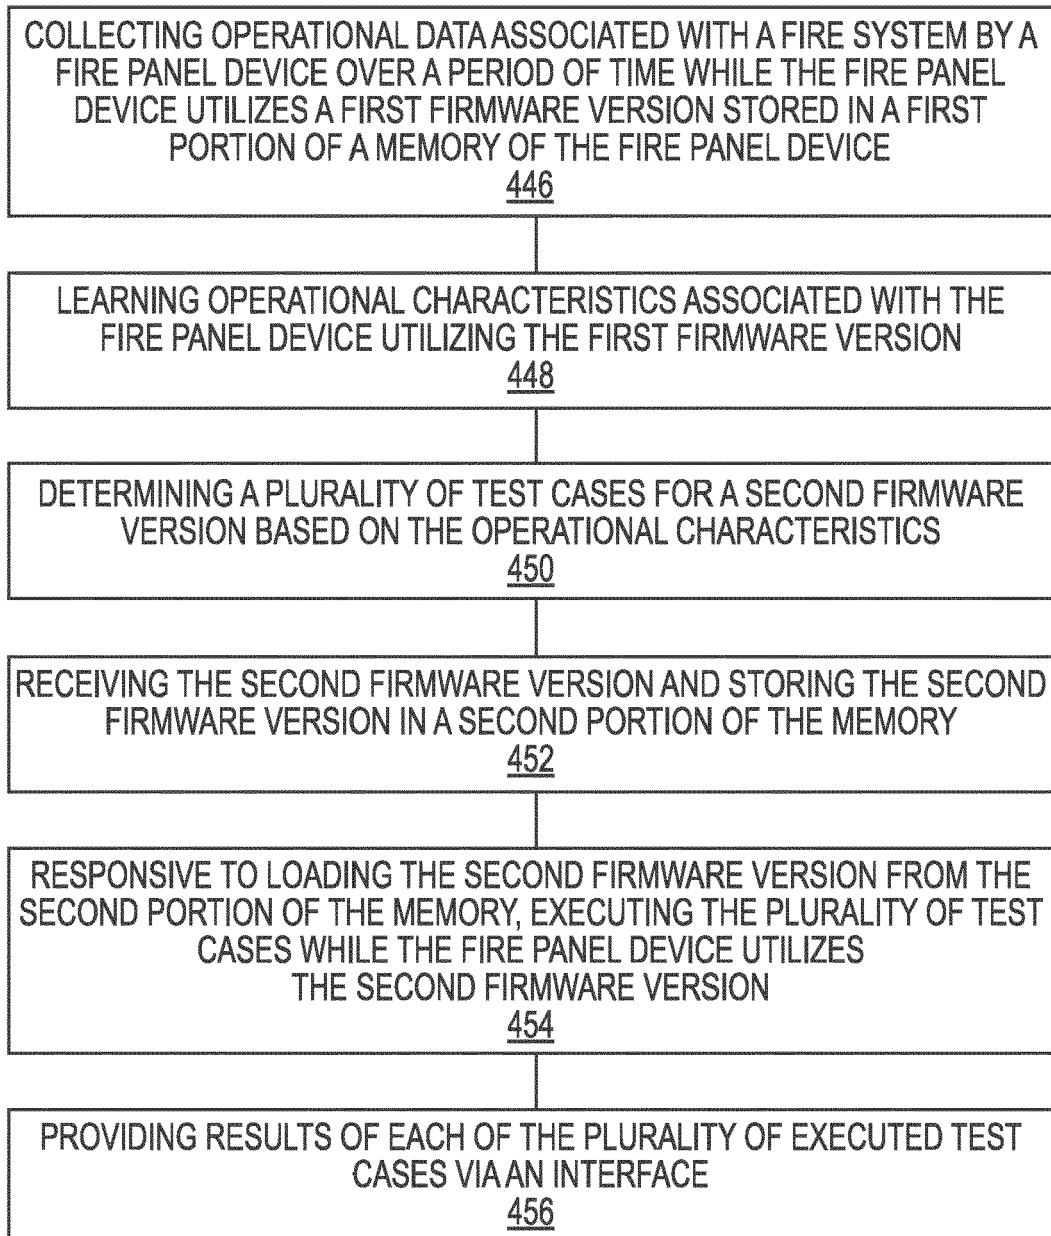 COLLECTING OPERATIONAL DATA ASSOCIATED WITH A FIRE SYSTEM BY A
FIRE PANEL DEVICE OVER A PERIOD OF TIME WHILE THE FIRE PANEL
DEVICE UTILIZES A FIRST FIRMWARE VERSION STORED IN A FIRST
PORTION OF A MEMORY OF THE FIRE PANEL DEVICE
446
LEARNING OPERATIONAL CHARACTERISTICS ASSOCIATED WITH THE
FIRE PANEL DEVICE UTILIZING THE FIRST FIRMWARE VERSION
448
DETERMINING A PLURALITY OF TEST CASES FOR A SECOND FIRMWARE
VERSION BASED ON THE OPERATIONAL CHARACTERISTICS
450
RECEIVING THE SECOND FIRMWARE VERSION AND STORING THE SECOND
FIRMWARE VERSION IN A SECOND PORTION OF THE MEMORY
452
RESPONSIVE TO LOADING THE SECOND FIRMWARE VERSION FROM THE
SECOND PORTION OF THE MEMORY, EXECUTING THE PLURALITY OF TEST
CASES WHILE THE FIRE PANEL DEVICE UTILIZES
THE SECOND FIRMWARE VERSION
454
PROVIDING RESULTS OF EACH OF THE PLURALITY OF EXECUTED TEST
CASES VIA AN INTERFACE
456